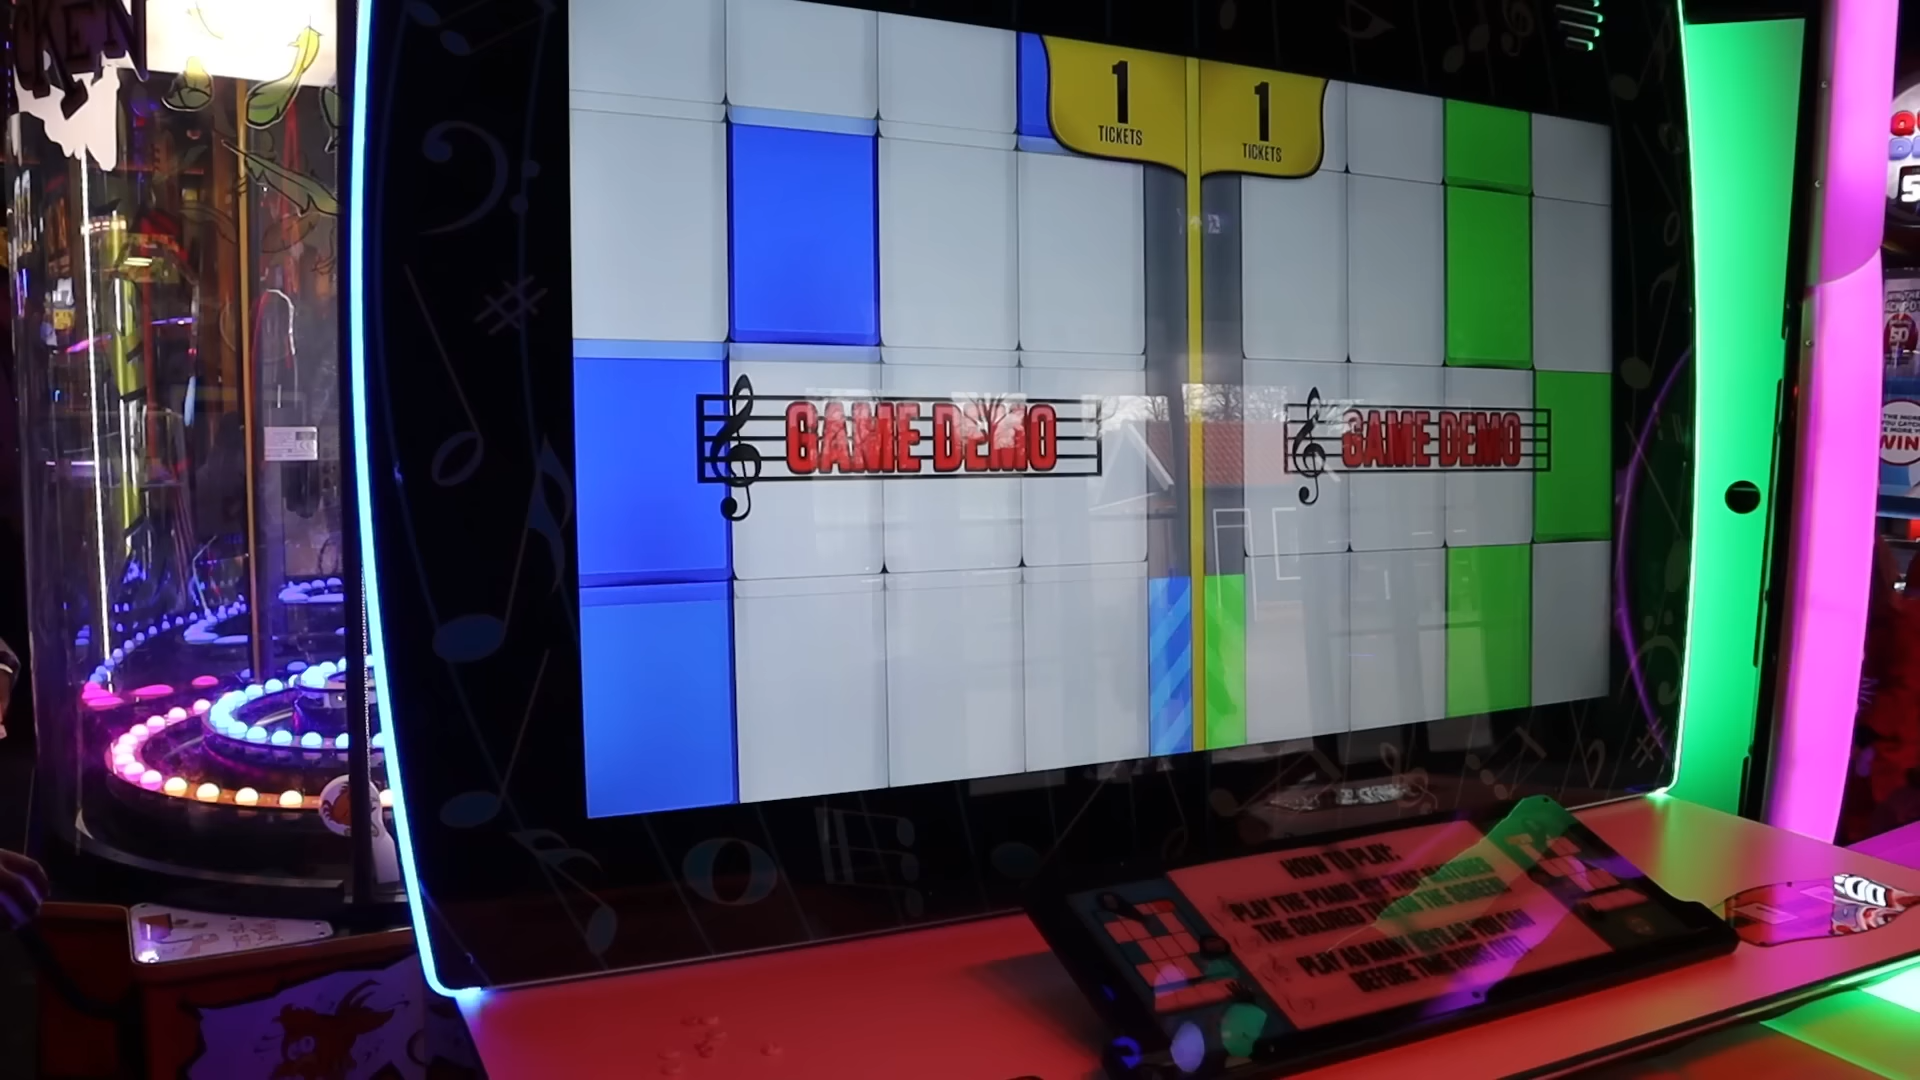 1
TICKETS
1
TICKETS
GAME DEMO
GAME DEMO
HOW TO PLAY:
PLAY THE PIANO KEY THAT MATCHES
THE COLORED TILE ON THE SCREEN.
PLAY AS MANY KEYS AS YOU CAN
BEFORE TIME RUNS OUT!
WIN